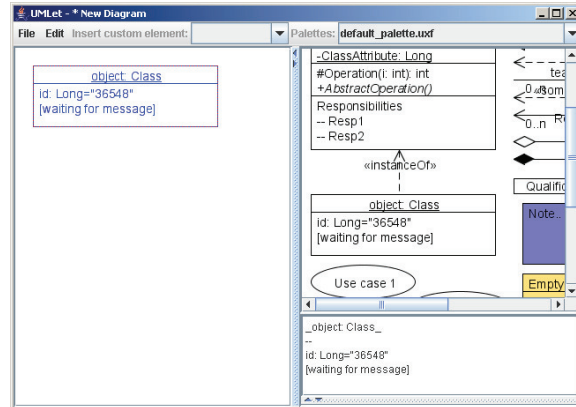 UMLet - * New Diagram
File Edit Insert custom element: Palettes: default_palette.uxf
object: Class
id: Long="36548"
[waiting for message]
-ClassAttribute: Long
#Operation(i: int): int
+AbstractOperation()
Responsibilities
-- Resp1
-- Resp2
«instanceOf»
object: Class
id: Long="36548"
[waiting for message]
Use case 1
tea
0..n
Qualific
Note..
Empty
_object: Class_
--
id: Long="36548"
[waiting for message]